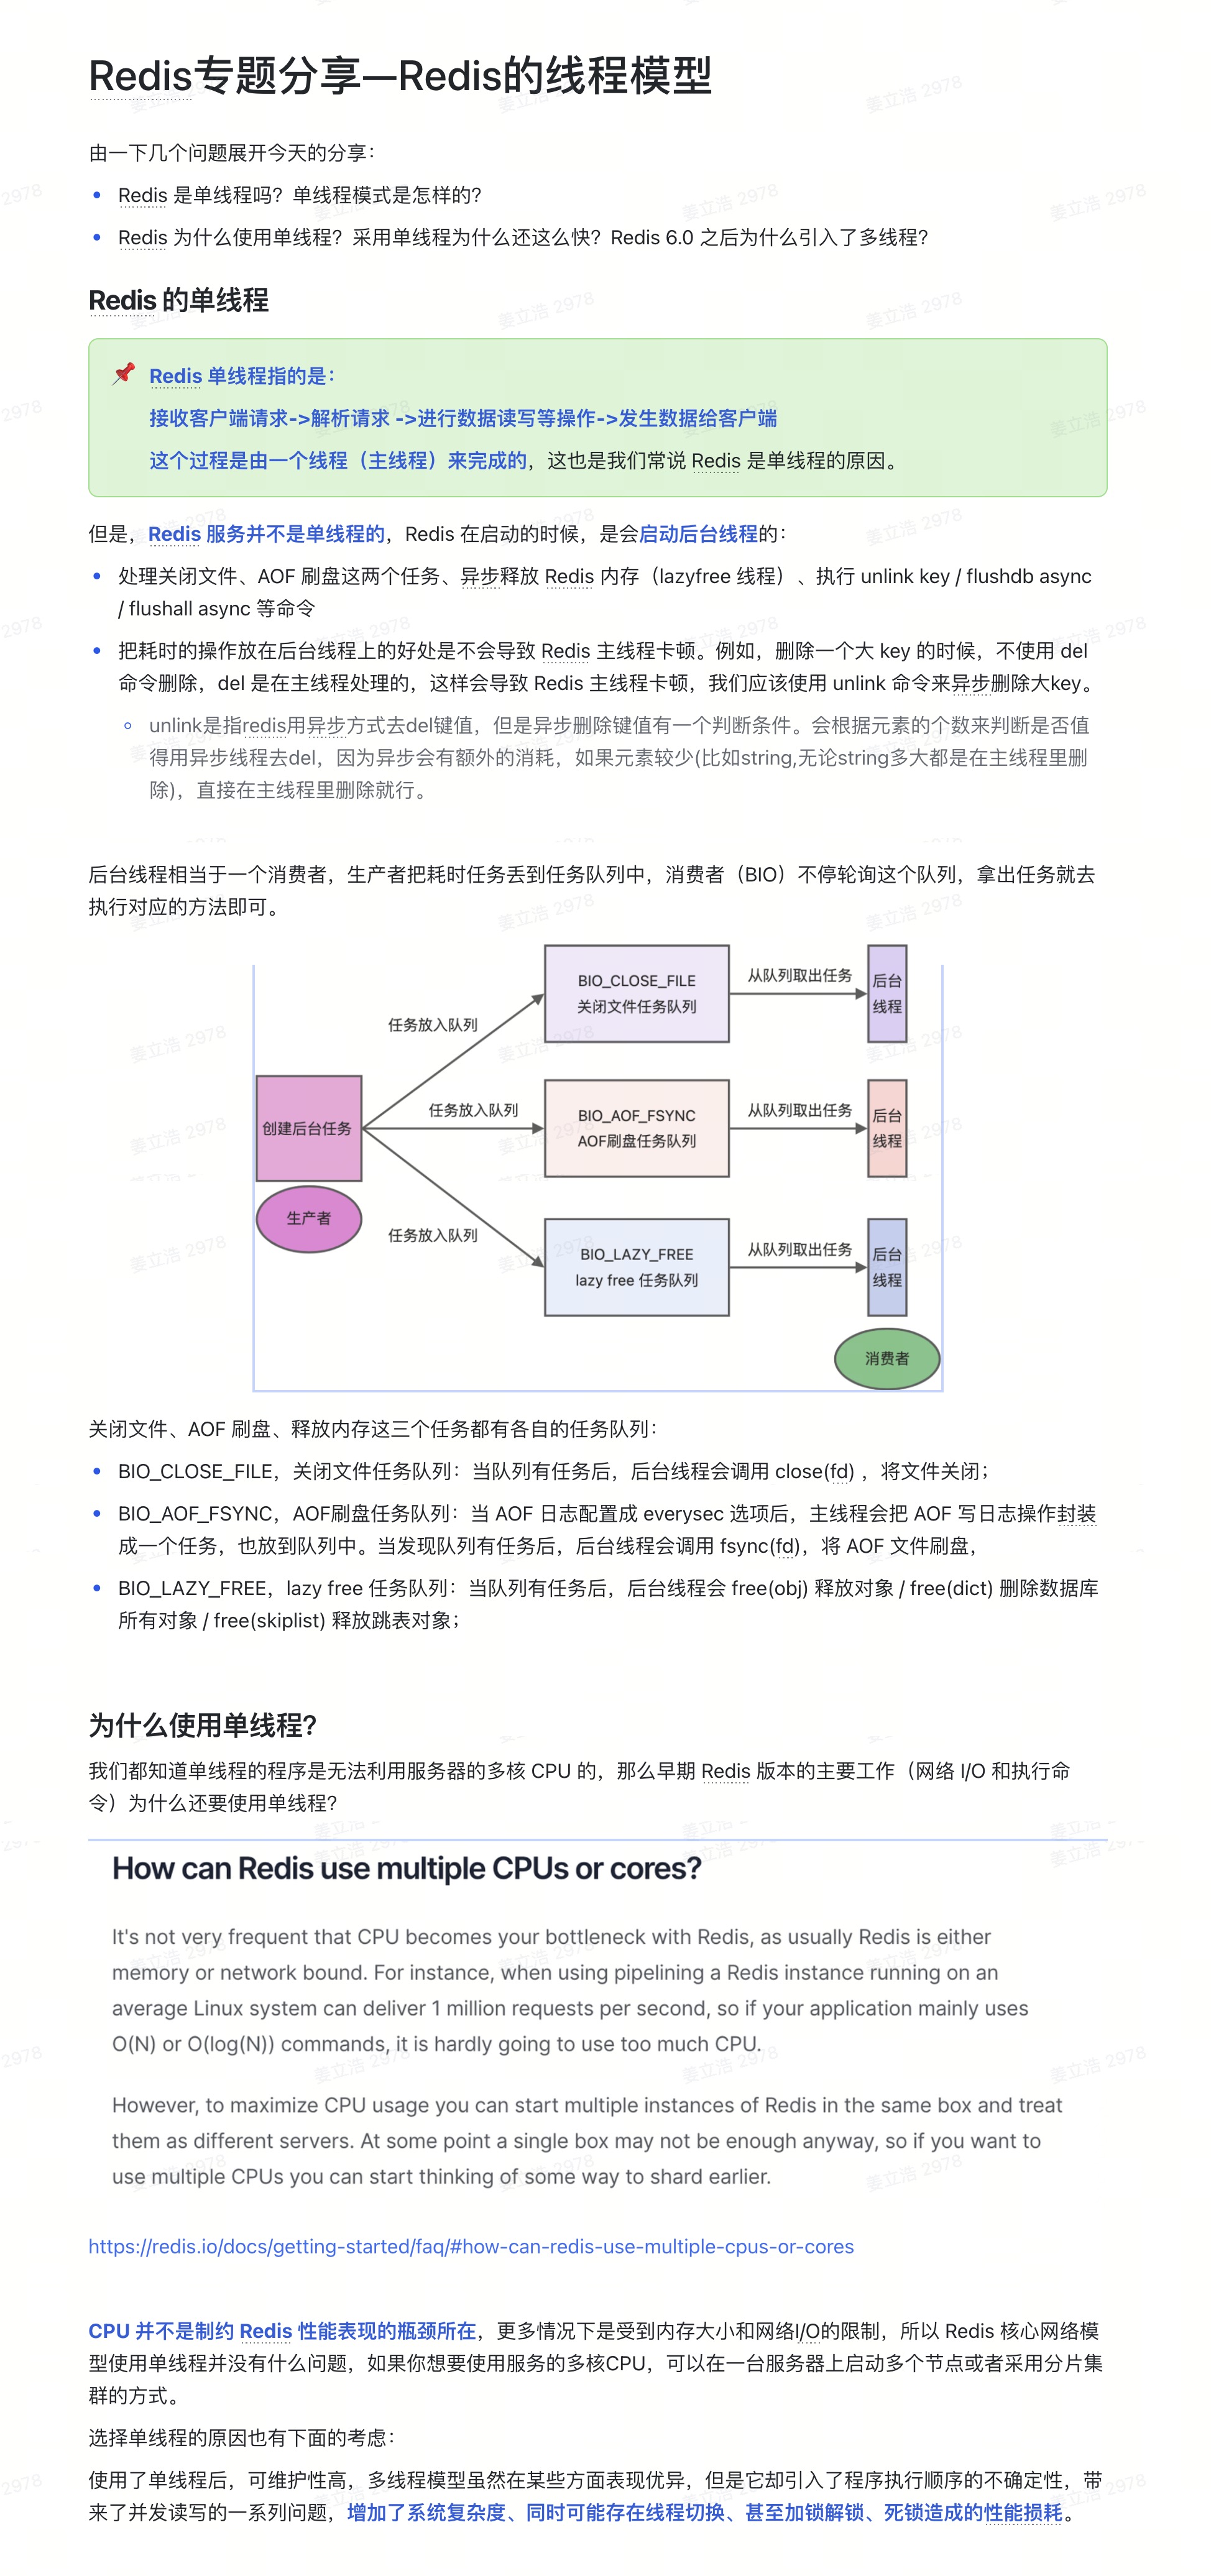 Redis专题分享—Redis的线程模型
由一下几个问题展开今天的分享：
Redis 是单线程吗？单线程模式是怎样的？
Redis 为什么使用单线程？采用单线程为什么还这么快？Redis 6.0 之后为什么引入了多线程？
Redis 的单线程
Redis 单线程指的是：
接收客户端请求->解析请求 ->进行数据读写等操作->发生数据给客户端
这个过程是由一个线程（主线程）来完成的，这也是我们常说 Redis 是单线程的原因。
但是，Redis 服务并不是单线程的，Redis 在启动的时候，是会启动后台线程的：
处理关闭文件、AOF 刷盘这两个任务、异步释放 Redis 内存（lazyfree 线程）、执行 unlink key / flushdb async
/ flushall async 等命令
把耗时的操作放在后台线程上的好处是不会导致 Redis 主线程卡顿。例如，删除一个大 key 的时候，不使用 del
命令删除，del 是在主线程处理的，这样会导致 Redis 主线程卡顿，我们应该使用 unlink 命令来异步删除大key。
unlink是指redis用异步方式去del键值，但是异步删除键值有一个判断条件。会根据元素的个数来判断是否值
得用异步线程去del，因为异步会有额外的消耗，如果元素较少(比如string,无论string多大都是在主线程里删
除)，直接在主线程里删除就行。
后台线程相当于一个消费者，生产者把耗时任务丢到任务队列中，消费者（BIO）不停轮询这个队列，拿出任务就去
执行对应的方法即可。
BIO_CLOSE_FILE
关闭文件任务队列
从队列取出任务
后台
线程
任务放入队列
创建后台任务
任务放入队列
BIO_AOF_FSYNC
AOF刷盘任务队列
从队列取出任务
后台
线程
生产者
任务放入队列
BIO_LAZY_FREE
lazy free 任务队列
从队列取出任务
后台
线程
消费者
关闭文件、AOF 刷盘、释放内存这三个任务都有各自的任务队列：
BIO_CLOSE_FILE，关闭文件任务队列：当队列有任务后，后台线程会调用 close(fd) ，将文件关闭；
BIO_AOF_FSYNC，AOF刷盘任务队列：当 AOF 日志配置成 everysec 选项后，主线程会把 AOF 写日志操作封装
成一个任务，也放到队列中。当发现队列有任务后，后台线程会调用 fsync(fd)，将 AOF 文件刷盘，
BIO_LAZY_FREE，lazy free 任务队列：当队列有任务后，后台线程会 free(obj) 释放对象 / free(dict) 删除数据库
所有对象 / free(skiplist) 释放跳表对象；
为什么使用单线程?
我们都知道单线程的程序是无法利用服务器的多核 CPU 的，那么早期 Redis 版本的主要工作（网络 I/O 和执行命
令）为什么还要使用单线程？
How can Redis use multiple CPUs or cores?
It's not very frequent that CPU becomes your bottleneck with Redis, as usually Redis is either
memory or network bound. For instance, when using pipelining a Redis instance running on an
average Linux system can deliver 1 million requests per second, so if your application mainly uses
O(N) or O(log(N)) commands, it is hardly going to use too much CPU.
However, to maximize CPU usage you can start multiple instances of Redis in the same box and treat
them as different servers. At some point a single box may not be enough anyway, so if you want to
use multiple CPUs you can start thinking of some way to shard earlier.
https://redis.io/docs/getting-started/faq/#how-can-redis-use-multiple-cpus-or-cores
CPU 并不是制约 Redis 性能表现的瓶颈所在，更多情况下是受到内存大小和网络I/O的限制，所以 Redis 核心网络模
型使用单线程并没有什么问题，如果你想要使用服务的多核CPU，可以在一台服务器上启动多个节点或者采用分片集
群的方式。
选择单线程的原因也有下面的考虑：
使用了单线程后，可维护性高，多线程模型虽然在某些方面表现优异，但是它却引入了程序执行顺序的不确定性，带
来了并发读写的一系列问题，增加了系统复杂度、同时可能存在线程切换、甚至加锁解锁、死锁造成的性能损耗。
姜立浩 2978